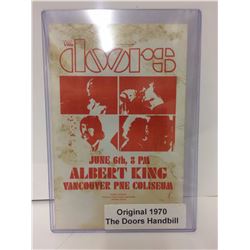 the
doors
JUNE 6th, 8 PM
ALBERT KING
VANCOUVER PNE COLISEUM
Original 1970
The Doors Handbill